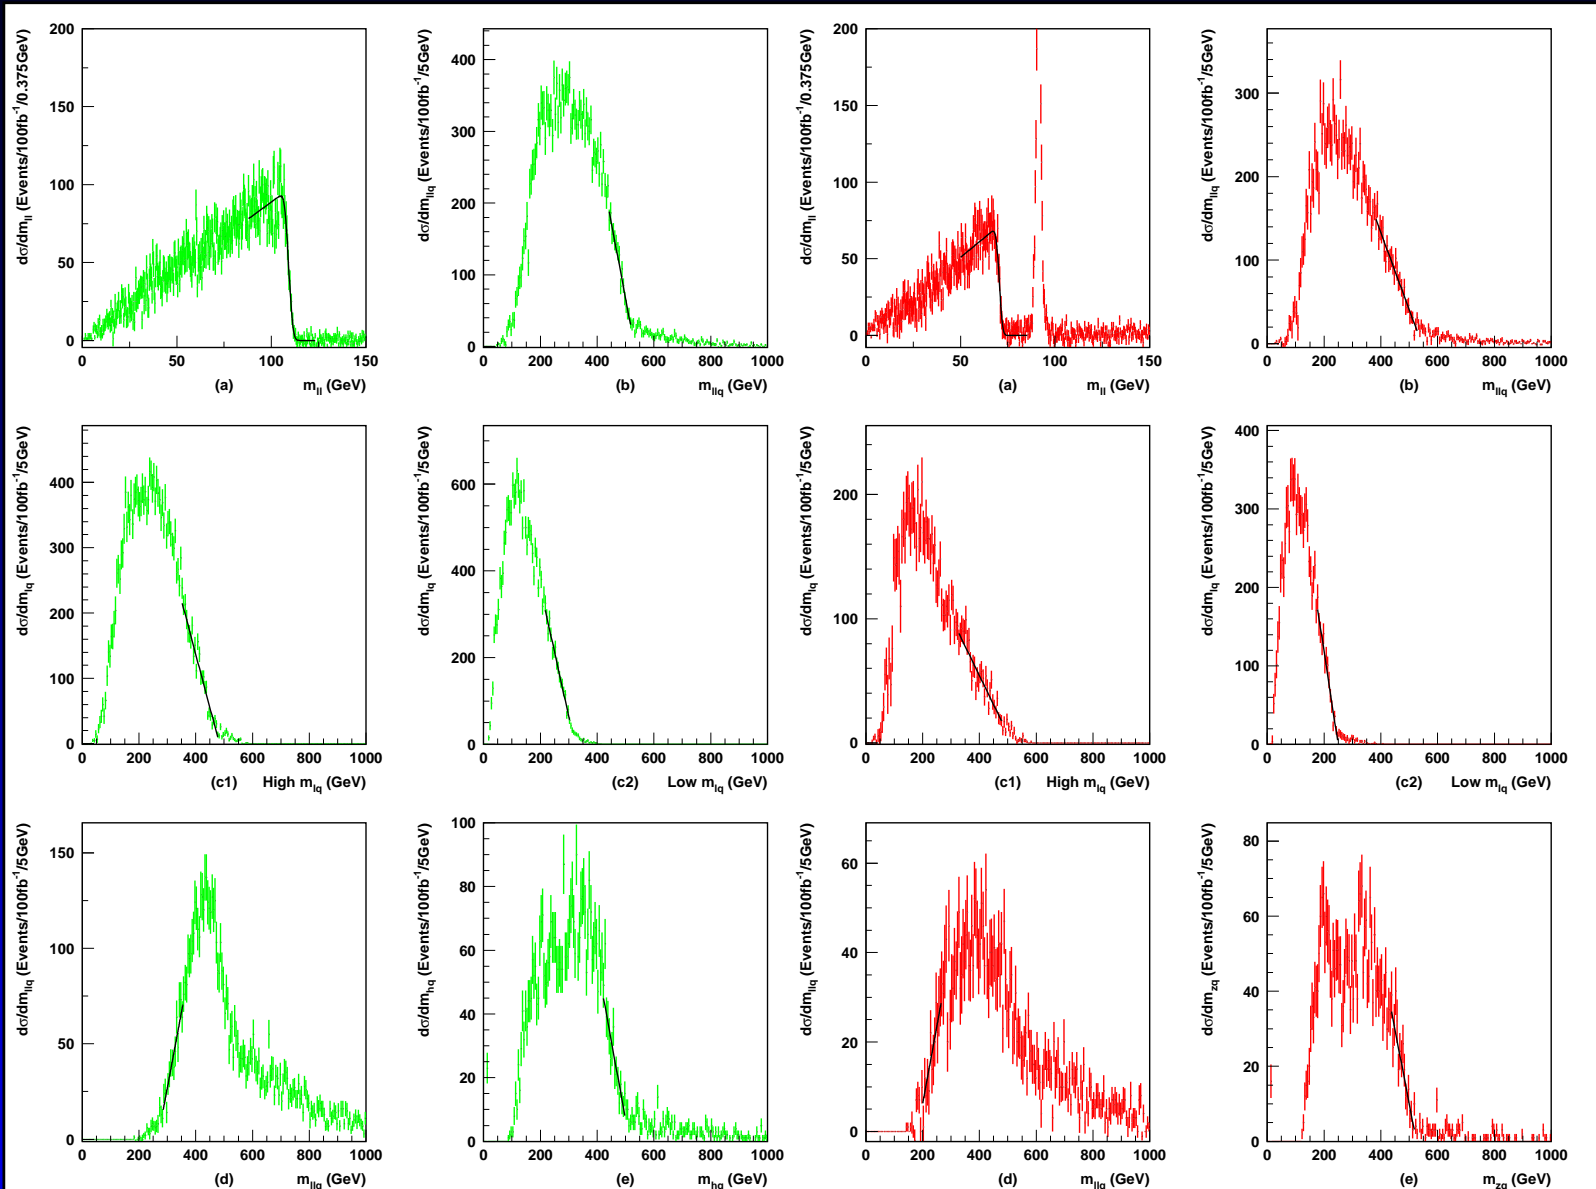 dσ/dm_ll (Events/100fb⁻¹/0.375GeV)
200
150
100
50
0
0 50 100 150
(a) m_ll (GeV)
dσ/dm_llq (Events/100fb⁻¹/5GeV)
400
300
200
100
0
0 200 400 600 800 1000
(b) m_llq (GeV)
dσ/dm_ll (Events/100fb⁻¹/0.375GeV)
200
150
100
50
0
0 50 100 150
(a) m_ll (GeV)
dσ/dm_llq (Events/100fb⁻¹/5GeV)
300
200
100
0
0 200 400 600 800 1000
(b) m_llq (GeV)
dσ/dm_lq (Events/100fb⁻¹/5GeV)
400
300
200
100
0
0 200 400 600 800 1000
(c1) High m_lq (GeV)
dσ/dm_lq (Events/100fb⁻¹/5GeV)
600
400
200
0
0 200 400 600 800 1000
(c2) Low m_lq (GeV)
dσ/dm_lq (Events/100fb⁻¹/5GeV)
200
100
0
0 200 400 600 800 1000
(c1) High m_lq (GeV)
dσ/dm_lq (Events/100fb⁻¹/5GeV)
400
300
200
100
0
0 200 400 600 800 1000
(c2) Low m_lq (GeV)
dσ/dm_llq (Events/100fb⁻¹/5GeV)
150
100
50
0
0 200 400 600 800 1000
(d) m_llq (GeV)
dσ/dm_hq (Events/100fb⁻¹/5GeV)
100
80
60
40
20
0
0 200 400 600 800 1000
(e) m_hq (GeV)
dσ/dm_llq (Events/100fb⁻¹/5GeV)
60
40
20
0
0 200 400 600 800 1000
(d) m_llq (GeV)
dσ/dm_zq (Events/100fb⁻¹/5GeV)
80
60
40
20
0
0 200 400 600 800 1000
(e) m_zq (GeV)